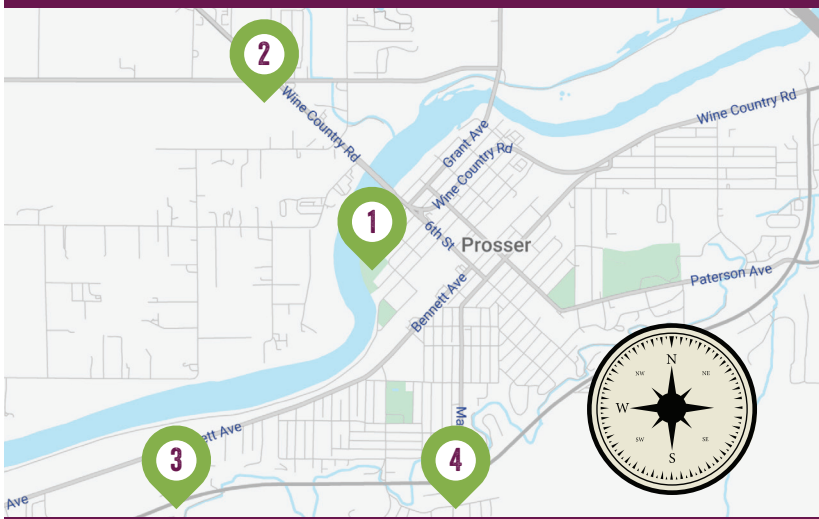 2
Wine Country Rd
Wine Country Rd
Grant Ave
Wine Country Rd
1
6th St
Prosser
Paterson Ave
Bennett Ave
N
NW
NE
W
E
SW
SE
S
Ma
ett Ave
3
4
Ave